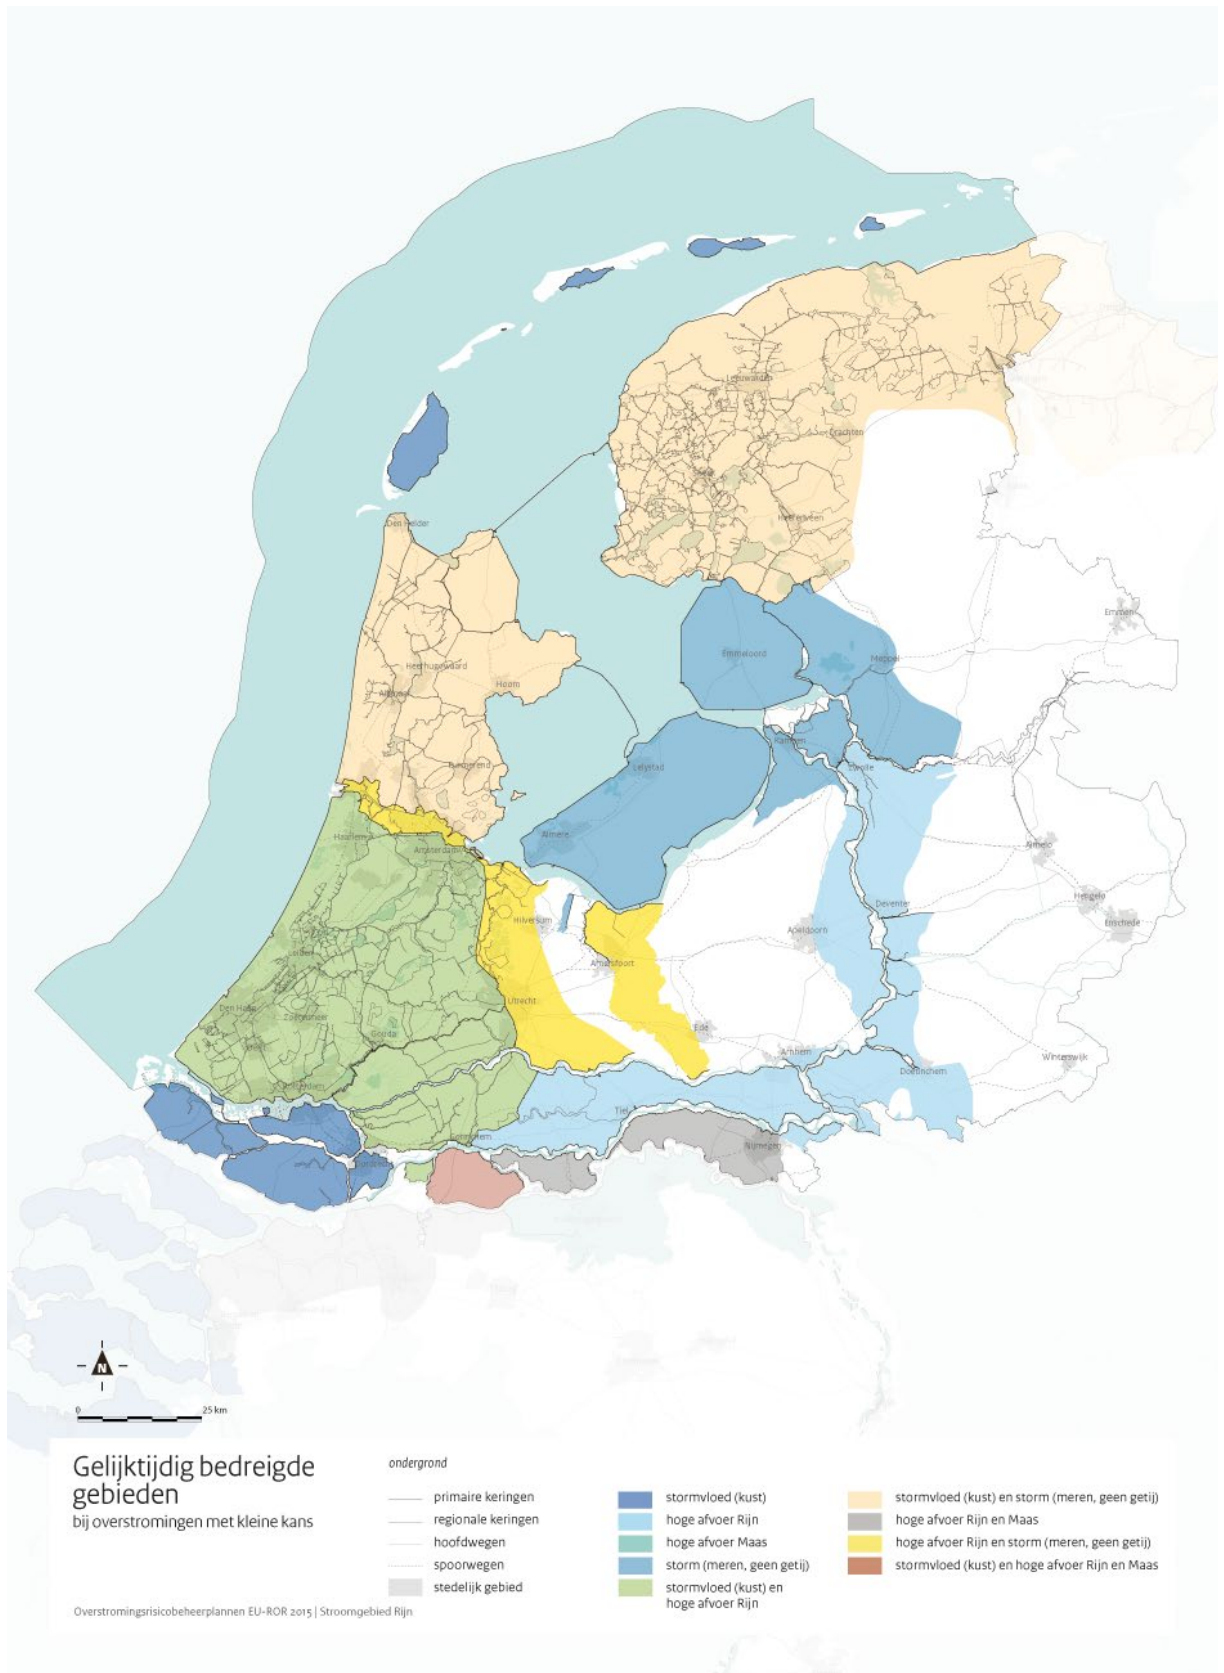 Leeuwarden
Drachten
Heerenveen
Den Helder
Emmen
Emmeloord
Meppel
Heerhugowaard
Hoorn
Alkmaar
Purmerend
Kampen
Lelystad
Zwolle
Almere
Haarlem
Amsterdam
Almelo
Hengelo
Enschede
Deventer
Hilversum
Apeldoorn
Amersfoort
Leiden
Utrecht
Den Haag
Zoetermeer
Gouda
Ede
Delft
Arnhem
Winterswijk
Doetinchem
Rotterdam
Tiel
Gorinchem
Nijmegen
Dordrecht
N
0 25 km
Gelijktijdig bedreigde
gebieden
bij overstromingen met kleine kans
Overstromingsrisicobeheerplannen EU-ROR 2015 | Stroomgebied Rijn
ondergrond
primaire keringen
regionale keringen
hoofdwegen
spoorwegen
stedelijk gebied
stormvloed (kust)
hoge afvoer Rijn
hoge afvoer Maas
storm (meren, geen getij)
stormvloed (kust) en
hoge afvoer Rijn
stormvloed (kust) en storm (meren, geen getij)
hoge afvoer Rijn en Maas
hoge afvoer Rijn en storm (meren, geen getij)
stormvloed (kust) en hoge afvoer Rijn en Maas